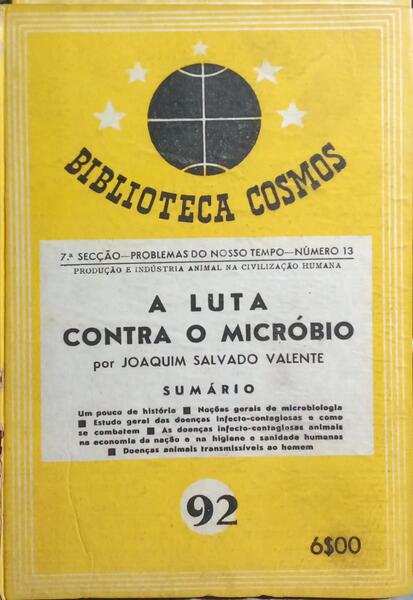 BIBLIOTECA COSMOS
7.ª SECÇÃO—PROBLEMAS DO NOSSO TEMPO—NÚMERO 13
PRODUÇÃO E INDÚSTRIA ANIMAL NA CIVILIZAÇÃO HUMANA
A LUTA
CONTRA O MICRÓBIO
por JOAQUIM SALVADO VALENTE
SUMÁRIO
Um pouco de história ■ Noções gerais de microbiologia
■ Estudo geral das doenças infecto-contagiosas e como
se combatem ■ As doenças infecto-contagiosas animais
na economia da nação e na higiene e sanidade humanas
■ Doenças animais transmissíveis ao homem
92
6$00